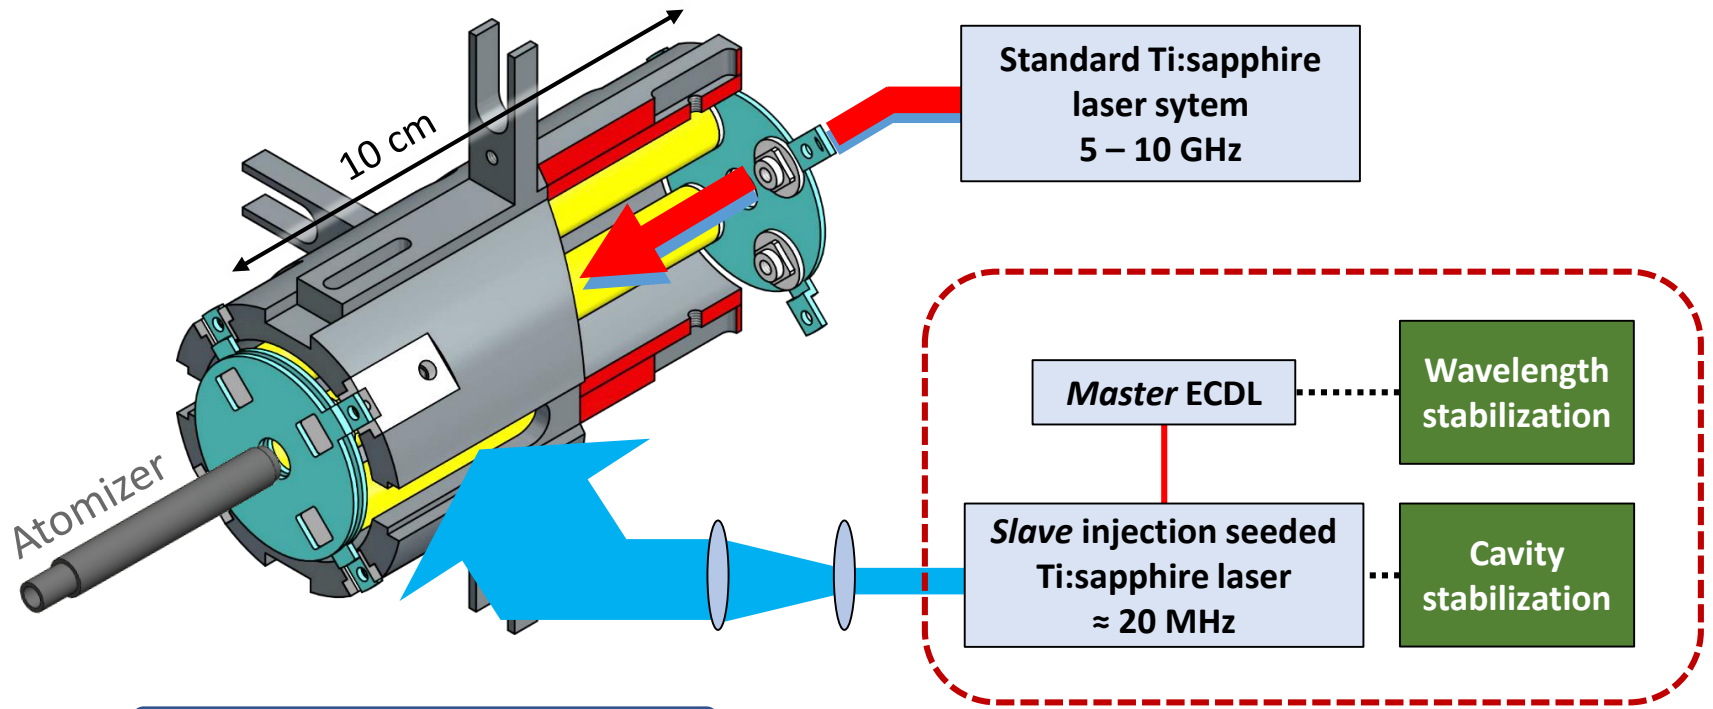 10 cm
Atomizer
Standard Ti:sapphire
laser sytem
5 – 10 GHz
Master ECDL
Wavelength
stabilization
Slave injection seeded
Ti:sapphire laser
≈ 20 MHz
Cavity
stabilization